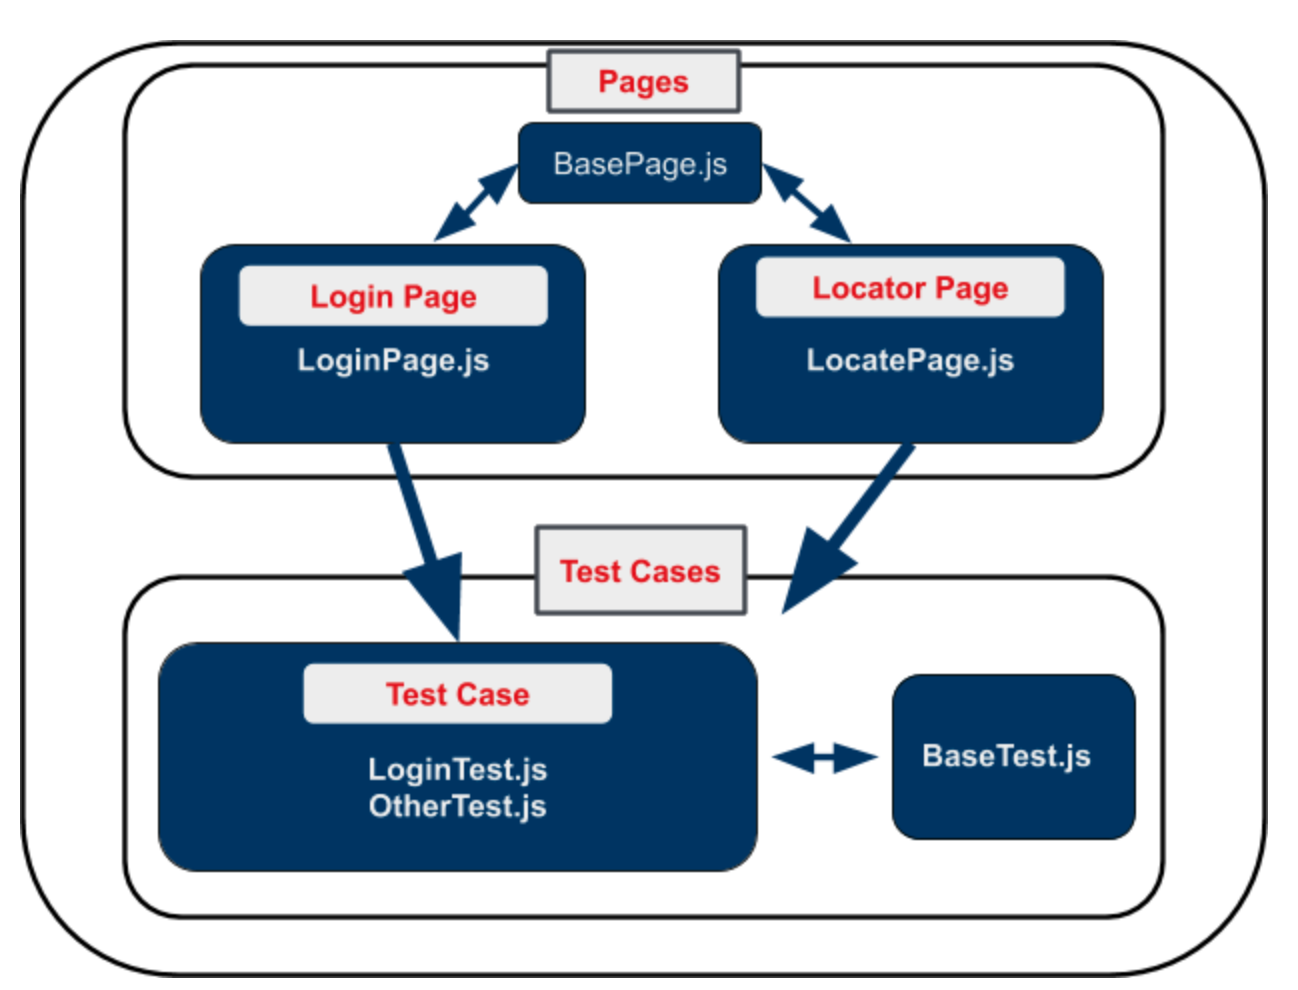 Pages
BasePage.js
Login Page
LoginPage.js
Locator Page
LocatePage.js
Test Cases
Test Case
LoginTest.js
OtherTest.js
BaseTest.js